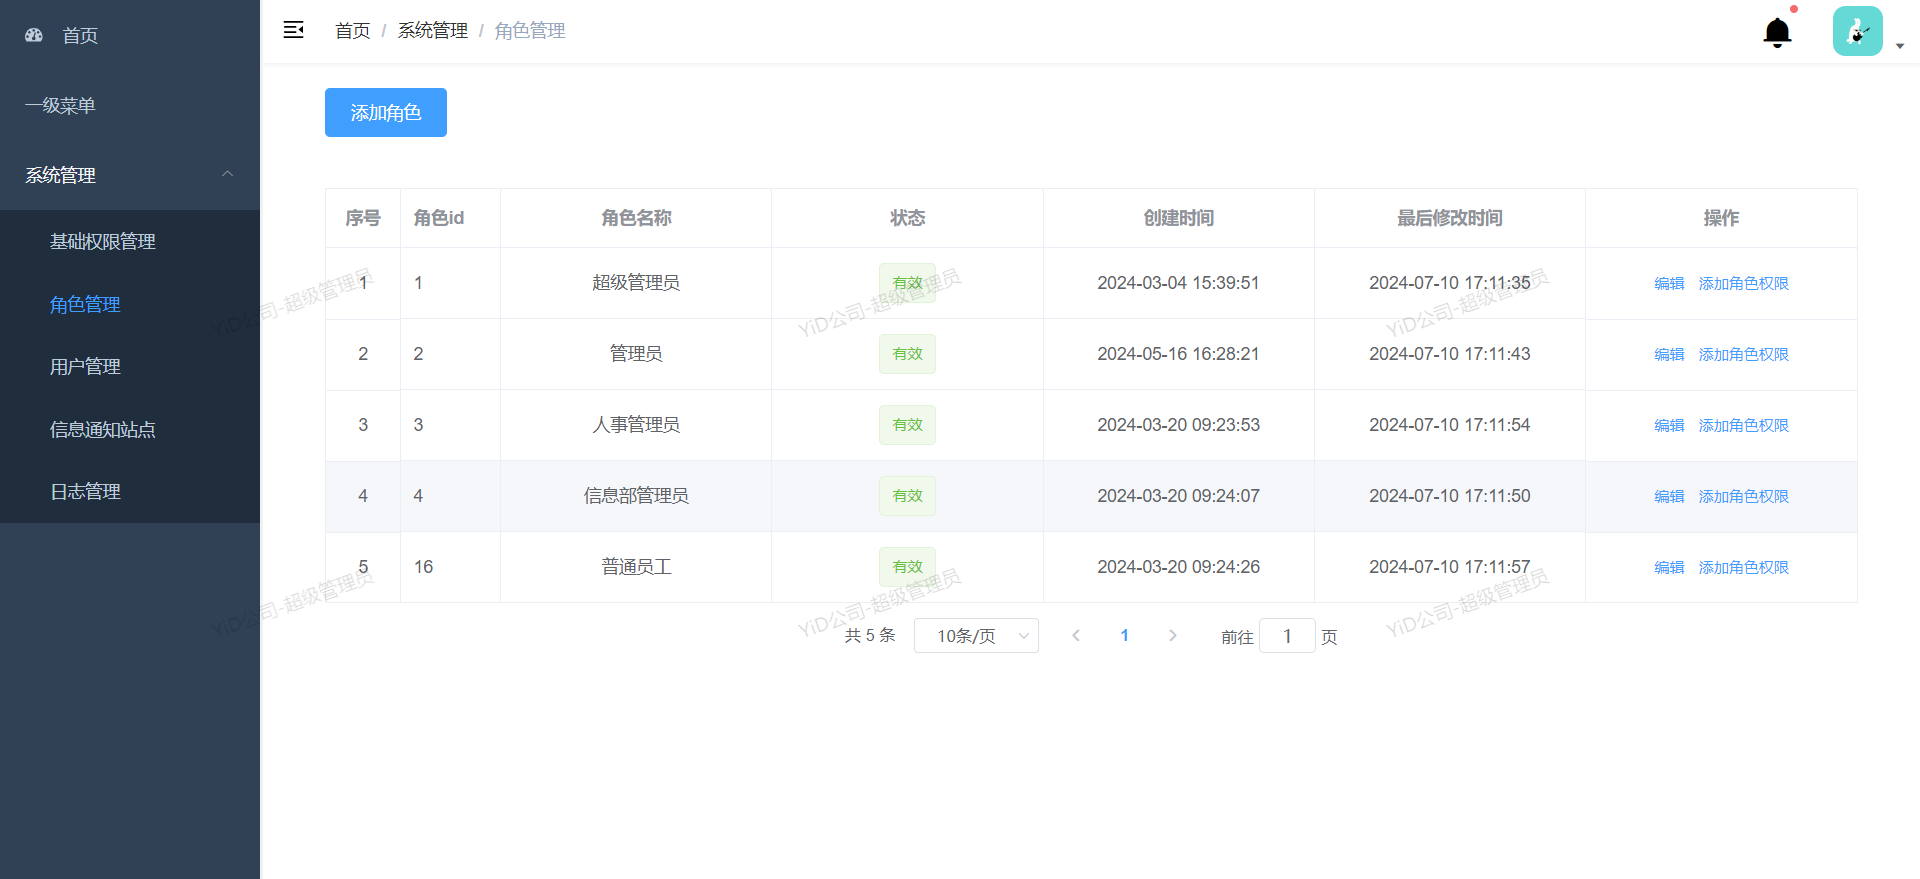 首页
一级菜单
系统管理
基础权限管理
角色管理
用户管理
信息通知站点
日志管理
首页 / 系统管理 / 角色管理
添加角色
序号 角色id 角色名称 状态 创建时间 最后修改时间 操作
1 1 超级管理员 有效 2024-03-04 15:39:51 2024-07-10 17:11:35 编辑 添加角色权限
YiD公司-超级管理员 YiD公司-超级管理员 YiD公司-超级管理员
2 2 管理员 有效 2024-05-16 16:28:21 2024-07-10 17:11:43 编辑 添加角色权限
3 3 人事管理员 有效 2024-03-20 09:23:53 2024-07-10 17:11:54 编辑 添加角色权限
4 4 信息部管理员 有效 2024-03-20 09:24:07 2024-07-10 17:11:50 编辑 添加角色权限
5 16 普通员工 有效 2024-03-20 09:24:26 2024-07-10 17:11:57 编辑 添加角色权限
YiD公司-超级管理员 YiD公司-超级管理员 YiD公司-超级管理员
共 5 条 10条/页 1 前往 1 页